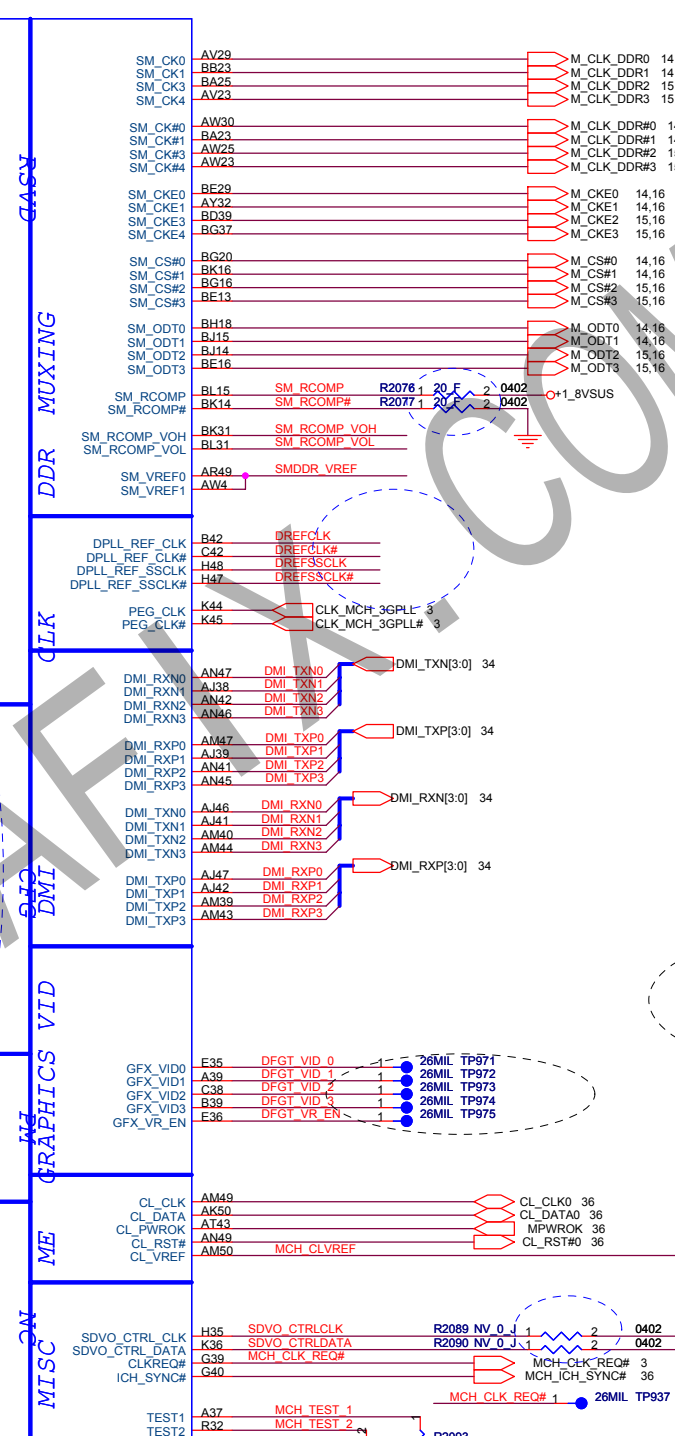 RSVD
SM_CK0 AV29 M_CLK_DDR0 14
SM_CK1 BB23 M_CLK_DDR1 14
SM_CK3 BA25 M_CLK_DDR2 15
SM_CK4 AV23 M_CLK_DDR3 15
SM_CK#0 AW30 M_CLK_DDR#0
SM_CK#1 BA23 M_CLK_DDR#1
SM_CK#3 AW25 M_CLK_DDR#2
SM_CK#4 AW23 M_CLK_DDR#3
SM_CKE0 BE29 M_CKE0 14,16
SM_CKE1 AY32 M_CKE1 14,16
SM_CKE3 BD39 M_CKE2 15,16
SM_CKE4 BG37 M_CKE3 15,16
SM_CS#0 BG20 M_CS#0 14,16
SM_CS#1 BK16 M_CS#1 14,16
SM_CS#2 BG16 M_CS#2 15,16
SM_CS#3 BE13 M_CS#3 15,16
DDR MUXING
SM_ODT0 BH18 M_ODT0 14,16
SM_ODT1 BJ15 M_ODT1 14,16
SM_ODT2 BJ14 M_ODT2 15,16
SM_ODT3 BE16 M_ODT3 15,16
SM_RCOMP BL15 SM_RCOMP R2076 1 20_F 2 0402 +1_8VSUS
SM_RCOMP# BK14 SM_RCOMP# R2077 1 20_F 2 0402
SM_RCOMP_VOH BK31 SM_RCOMP_VOH
SM_RCOMP_VOL BL31 SM_RCOMP_VOL
SM_VREF0 AR49 SMDDR_VREF
SM_VREF1 AW4
CLK
DPLL_REF_CLK B42 DREFCLK
DPLL_REF_CLK# C42 DREFCLK#
DPLL_REF_SSCLK H48 DREFSSCLK
DPLL_REF_SSCLK# H47 DREFSSCLK#
PEG_CLK K44 CLK_MCH_3GPLL 3
PEG_CLK# K45 CLK_MCH_3GPLL# 3
DMI_TXN[3:0] 34
DMI_RXN0 AN47 DMI_TXN0
DMI_RXN1 AJ38 DMI_TXN1
DMI_RXN2 AN42 DMI_TXN2
DMI_RXN3 AN46 DMI_TXN3
DMI_TXP[3:0] 34
DMI_RXP0 AM47 DMI_TXP0
DMI_RXP1 AJ39 DMI_TXP1
DMI_RXP2 AN41 DMI_TXP2
DMI_RXP3 AN45 DMI_TXP3
DMI_RXN[3:0] 34
DMI_TXN0 AJ46 DMI_RXN0
DMI_TXN1 AJ41 DMI_RXN1
DMI_TXN2 AM40 DMI_RXN2
DMI_TXN3 AM44 DMI_RXN3
CFG
DMI
DMI_RXP[3:0] 34
DMI_TXP0 AJ47 DMI_RXP0
DMI_TXP1 AJ42 DMI_RXP1
DMI_TXP2 AM39 DMI_RXP2
DMI_TXP3 AM43 DMI_RXP3
GRAPHICS VID
PM
GFX_VID0 E35 DFGT_VID_0 1 26MIL TP971
GFX_VID1 A39 DFGT_VID_1 1 26MIL TP972
GFX_VID2 C38 DFGT_VID_2 1 26MIL TP973
GFX_VID3 B39 DFGT_VID_3 1 26MIL TP974
GFX_VR_EN E36 DFGT_VR_EN 1 26MIL TP975
ME
CL_CLK AM49 CL_CLK0 36
CL_DATA AK50 CL_DATA0 36
CL_PWROK AT43 MPWROK 36
CL_RST# AN49 CL_RST#0 36
CL_VREF AM50 MCH_CLVREF
NC
MISC
SDVO_CTRL_CLK H35 SDVO_CTRLCLK R2089 NV_0_J 1 2 0402
SDVO_CTRL_DATA K36 SDVO_CTRLDATA R2090 NV_0_J 1 2 0402
CLKREQ# G39 MCH_CLK_REQ# MCH_CLK_REQ# 3
ICH_SYNC# G40 MCH_ICH_SYNC# 36
MCH_CLK_REQ# 1 26MIL TP937
TEST1 A37 MCH_TEST_1 1
TEST2 R32 MCH_TEST_2 2
R2093
AFIX.COM